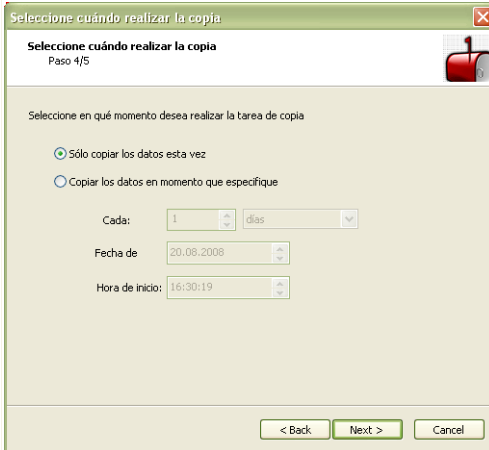 Seleccione cuándo realizar la copia
Seleccione cuándo realizar la copia
Paso 4/5
Seleccione en qué momento desea realizar la tarea de copia
Sólo copiar los datos esta vez
Copiar los datos en momento que especifique
Cada: 1 días
Fecha de 20.08.2008
Hora de inicio: 16:30:19
< Back Next > Cancel